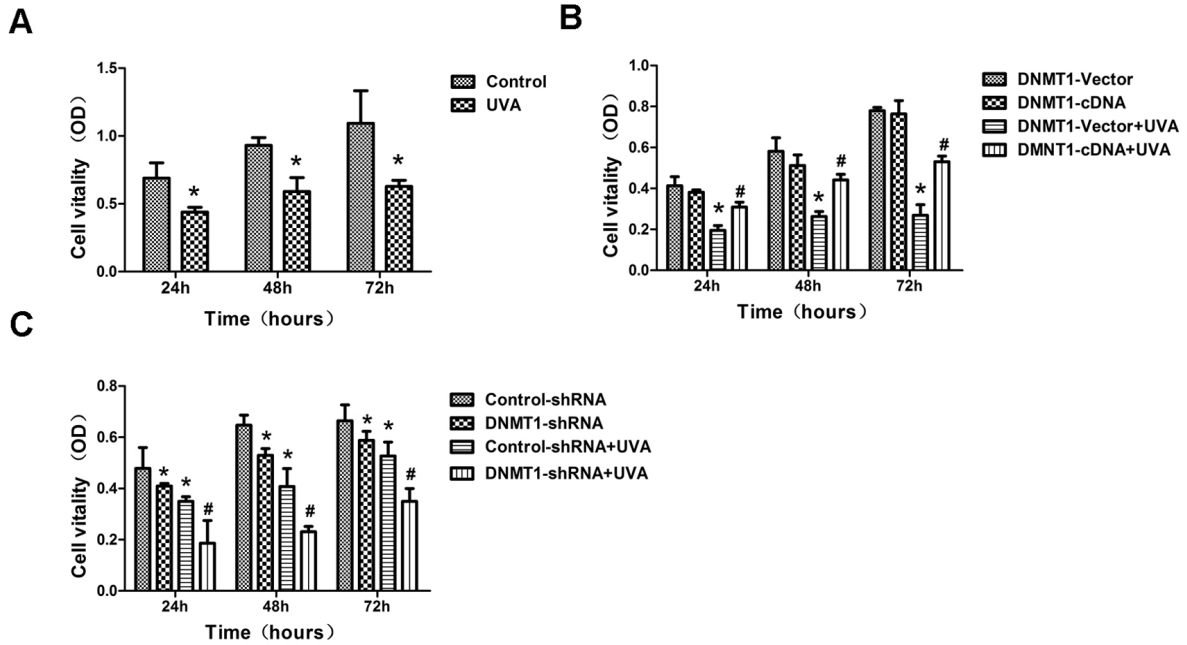 A
1.5
1.0
0.5
0.0
Cell vitality（OD）
* * *
24h 48h 72h
Time（hours）
Control
UVA
B
1.0
0.8
0.6
0.4
0.2
0.0
Cell vitality（OD）
* # * # * #
24h 48h 72h
Time（hours）
DNMT1-Vector
DNMT1-cDNA
DNMT1-Vector+UVA
DMNT1-cDNA+UVA
C
0.8
0.6
0.4
0.2
0.0
Cell vitality（OD）
* * # * * # * * #
24h 48h 72h
Time（hours）
Control-shRNA
DNMT1-shRNA
Control-shRNA+UVA
DNMT1-shRNA+UVA